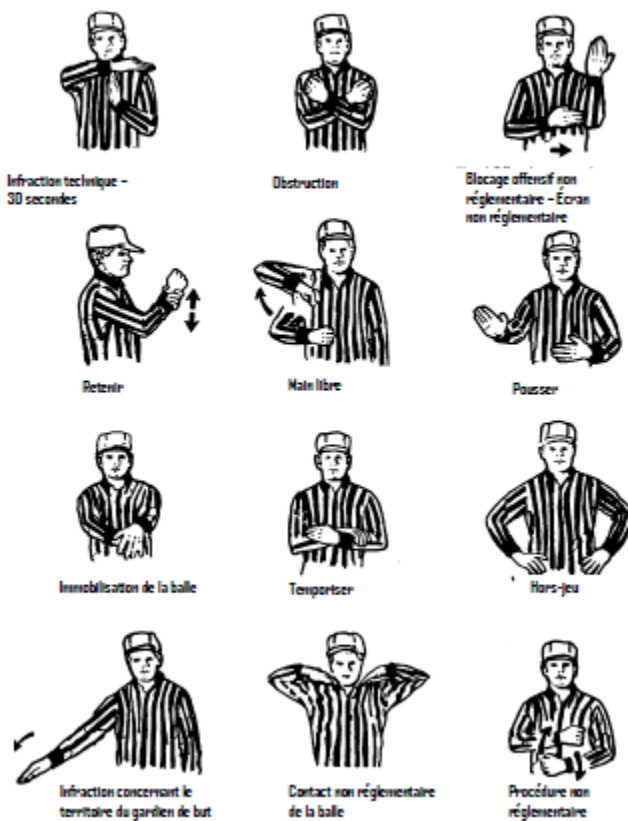 Infraction technique –
30 secondes
Obstruction
Blocage offensif non
réglementaire – Écran
non réglementaire
Retenir
Main libre
Pousser
Immobilisation de la balle
Temporiser
Hors-jeu
Infraction concernant le
territoire du gardien de but
Contact non réglementaire
de la balle
Procédure non
réglementaire